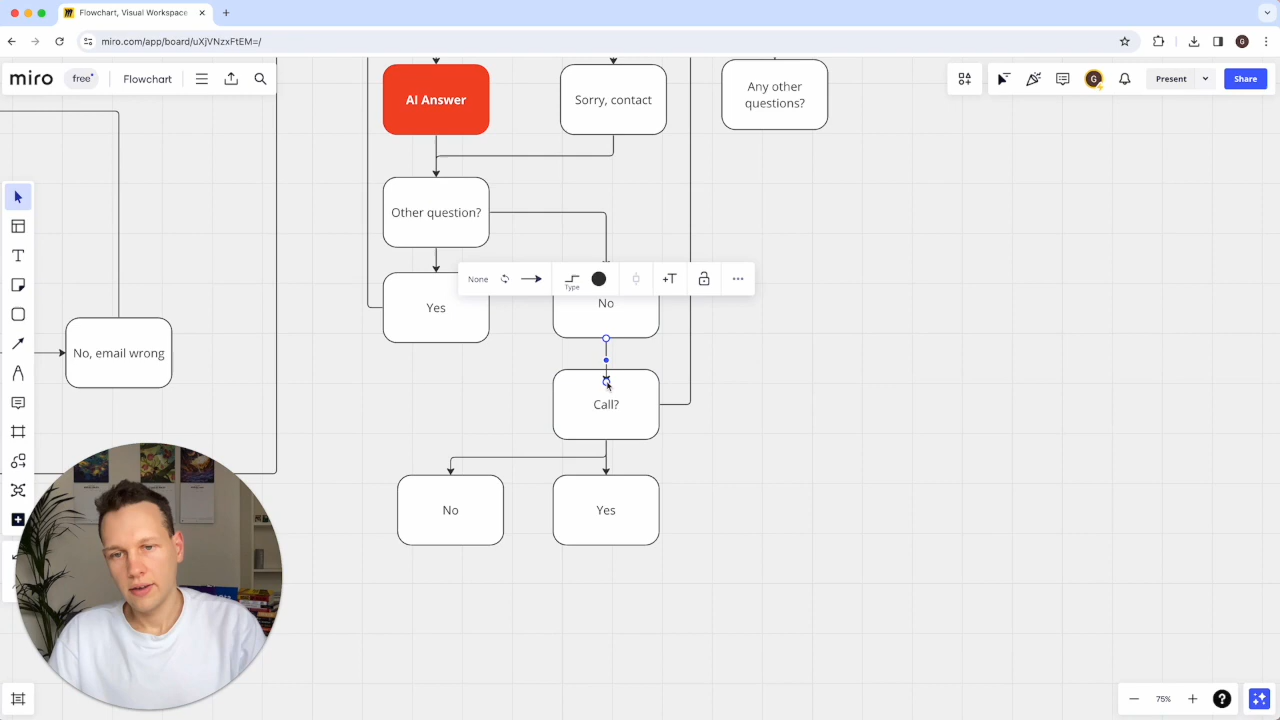 Flowchart, Visual Workspace
miro.com/app/board/uXjVNzxFtEM=/
G
miro
free
Flowchart
G
Present
Share
AI Answer
Sorry, contact
Any other
questions?
Other question?
None
Type
+T
Yes
No
No, email wrong
Call?
No
Yes
75%